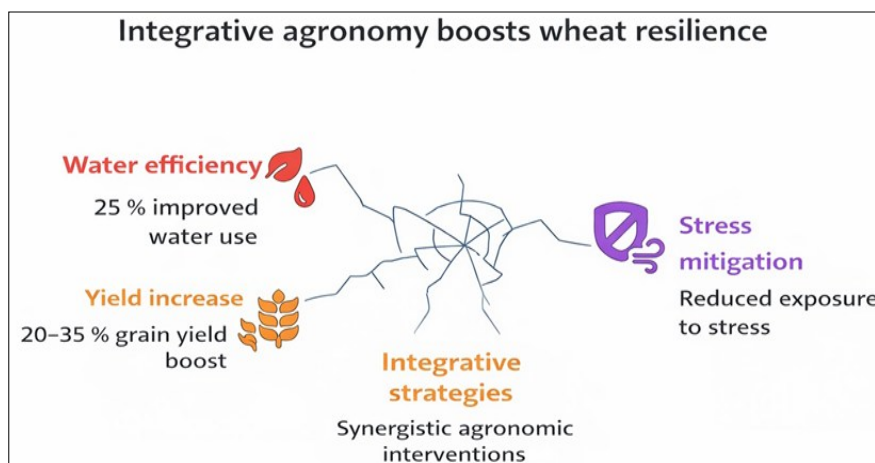 Integrative agronomy boosts wheat resilience
Water efficiency
25 % improved
water use
Yield increase
20–35 % grain yield
boost
Integrative
strategies
Synergistic agronomic
interventions
Stress
mitigation
Reduced exposure
to stress